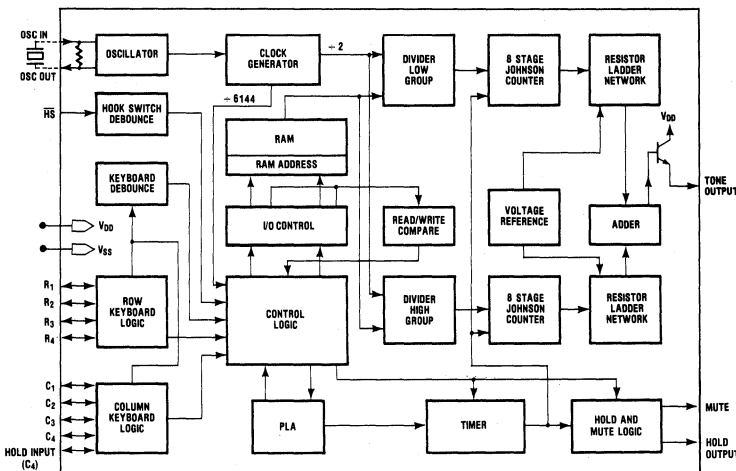 OSC IN
OSC OUT
OSCILLATOR
CLOCK
GENERATOR
÷ 2
÷ 6144
DIVIDER
LOW
GROUP
8 STAGE
JOHNSON
COUNTER
RESISTOR
LADDER
NETWORK
HS
HOOK SWITCH
DEBOUNCE
RAM
RAM ADDRESS
VDD
TONE
OUTPUT
KEYBOARD
DEBOUNCE
I/O CONTROL
READ/WRITE
COMPARE
VOLTAGE
REFERENCE
ADDER
VDD
VSS
R1
R2
R3
R4
ROW
KEYBOARD
LOGIC
CONTROL
LOGIC
DIVIDER
HIGH
GROUP
8 STAGE
JOHNSON
COUNTER
RESISTOR
LADDER
NETWORK
C1
C2
C3
C4
HOLD INPUT
(C4)
COLUMN
KEYBOARD
LOGIC
PLA
TIMER
HOLD AND
MUTE LOGIC
MUTE
HOLD
OUTPUT